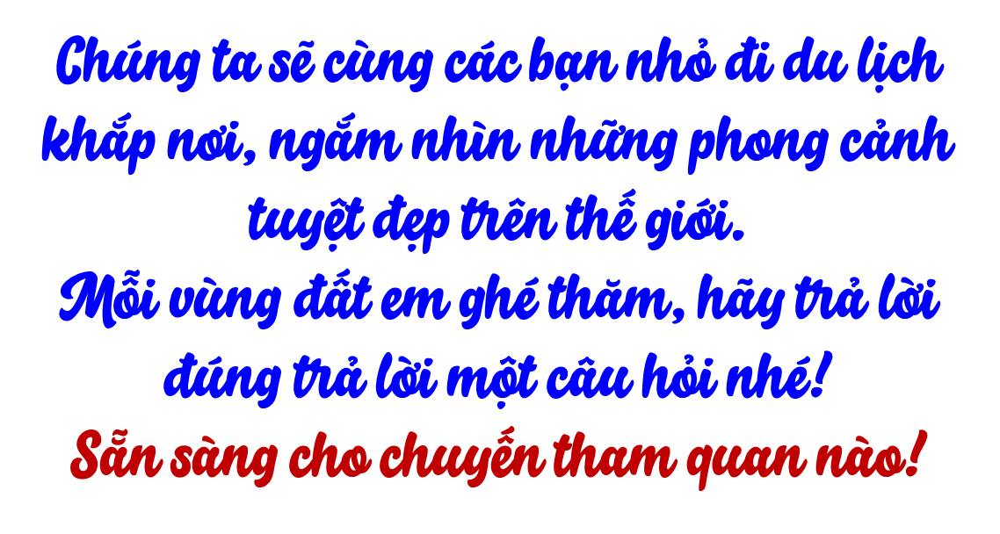 Chúng ta sẽ cùng các bạn nhỏ đi du lịch
khắp nơi, ngắm nhìn những phong cảnh
tuyệt đẹp trên thế giới.
Mỗi vùng đất em ghé thăm, hãy trả lời
đúng trả lời một câu hỏi nhé!
Sẵn sàng cho chuyến tham quan nào!